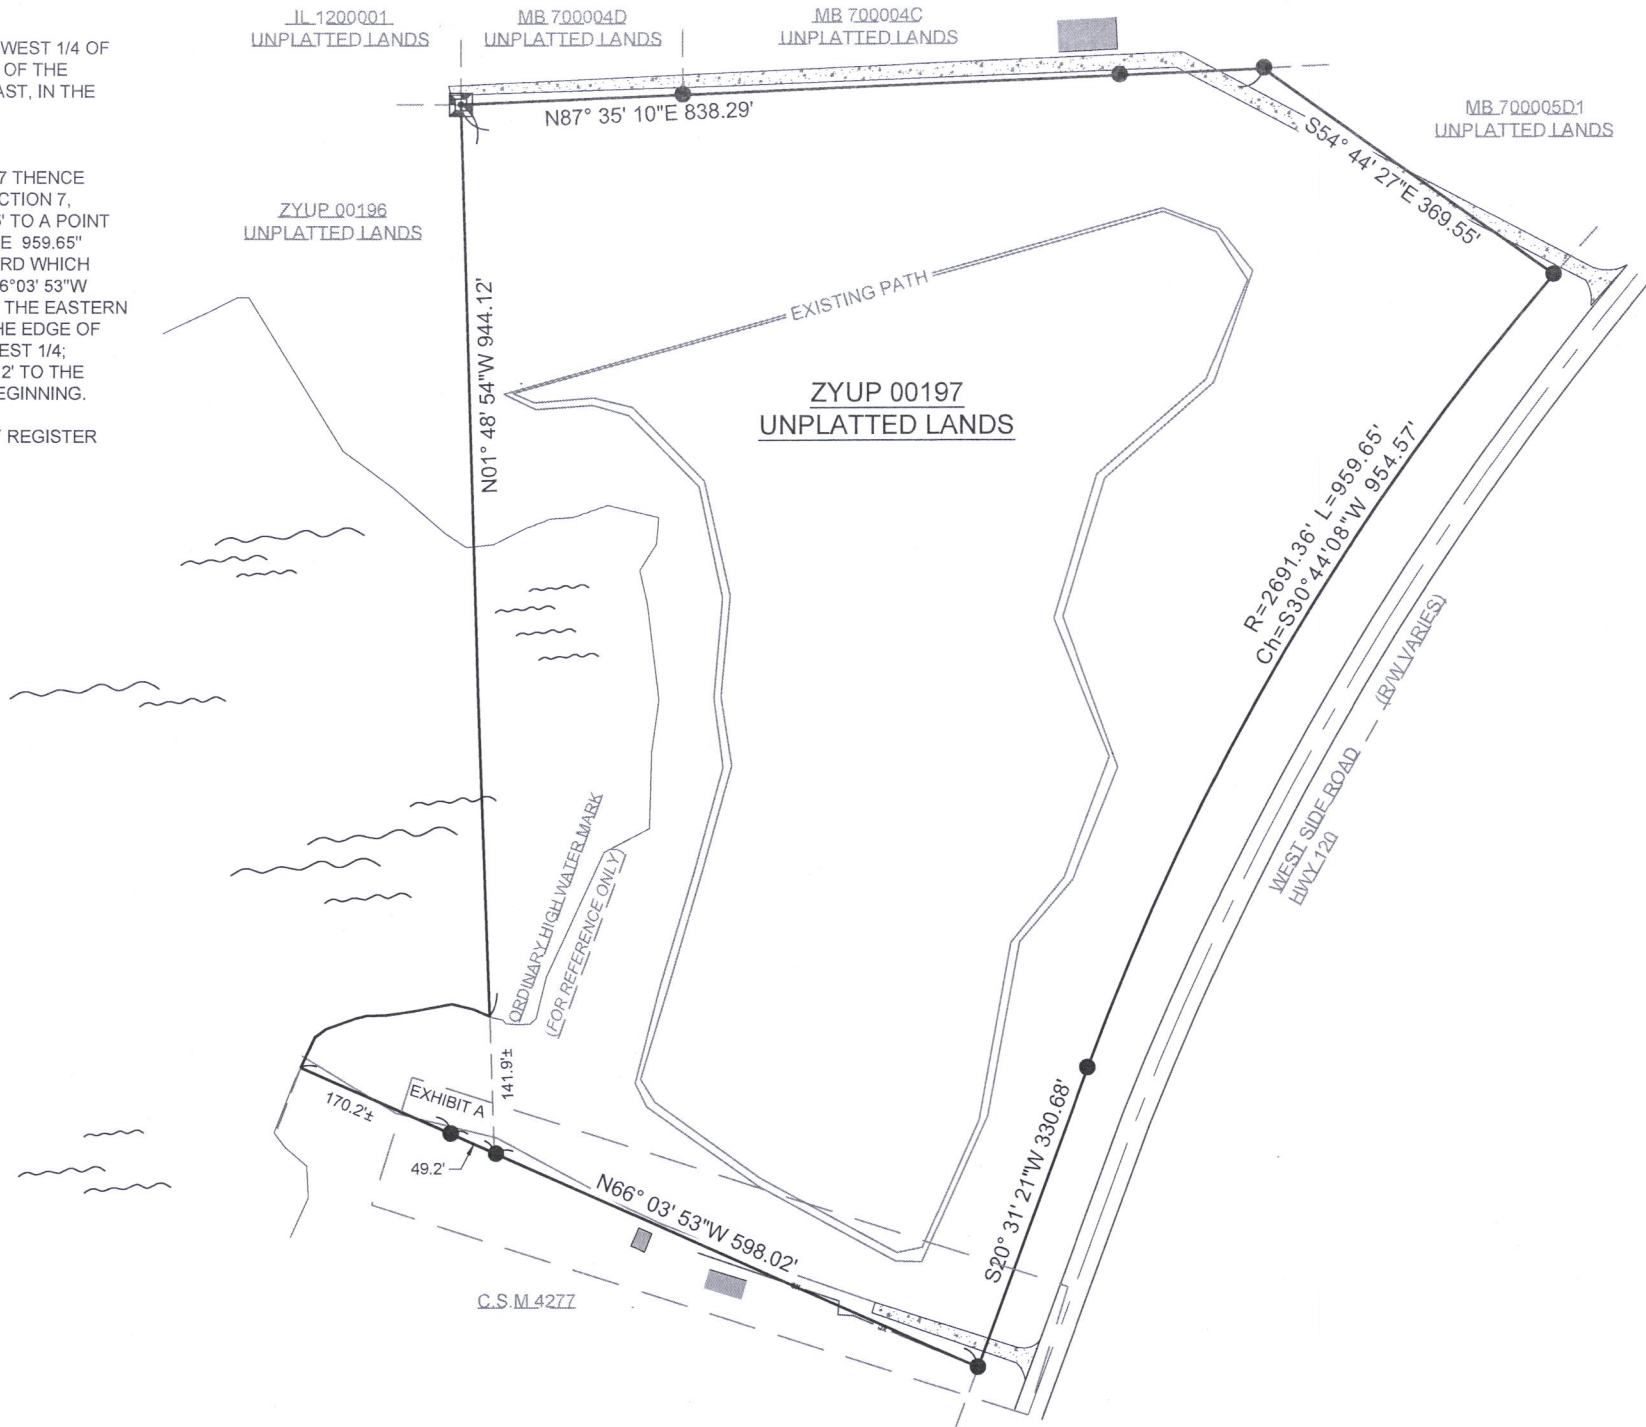 IL 1200001
UNPLATTED LANDS
MB 700004D
UNPLATTED LANDS
MB 700004C
UNPLATTED LANDS
WEST 1/4 OF
OF THE
AST, IN THE
MB 700005D1
UNPLATTED LANDS
N87° 35' 10"E 838.29'
S54° 44' 27"E 369.55'
7 THENCE
CTION 7,
' TO A POINT
E 959.65"
RD WHICH
6°03' 53"W
THE EASTERN
HE EDGE OF
EST 1/4;
2' TO THE
EGINNING.
REGISTER
ZYUP 00196
UNPLATTED LANDS
N01° 48' 54"W 944.12'
EXISTING PATH
ZYUP 00197
UNPLATTED LANDS
R=2691.36' L=959.65'
Ch=S30°44'08"W 954.57'
WEST SIDE ROAD
(R/W VARIES)
HWY 120
ORDINARY HIGH WATER MARK
(FOR REFERENCE ONLY)
141.9'±
170.2'±
EXHIBIT A
49.2'
N66° 03' 53"W 598.02'
S20° 31' 21"W 330.68'
C.S.M 4277